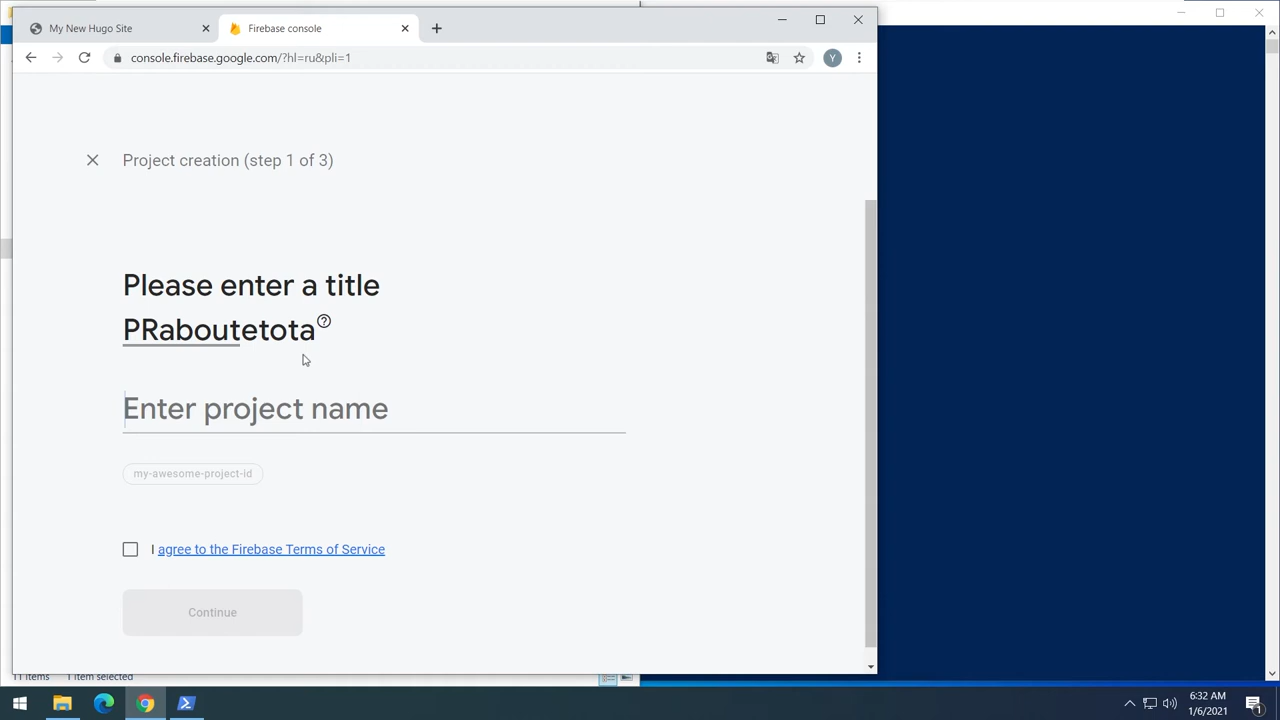 My New Hugo Site
Firebase console
console.firebase.google.com/?hl=ru&pli=1
Y
Project creation (step 1 of 3)
Please enter a title
PRaboutetota
Enter project name
my-awesome-project-id
I agree to the Firebase Terms of Service
Continue
11 items 1 item selected
6:32 AM
1/6/2021
1